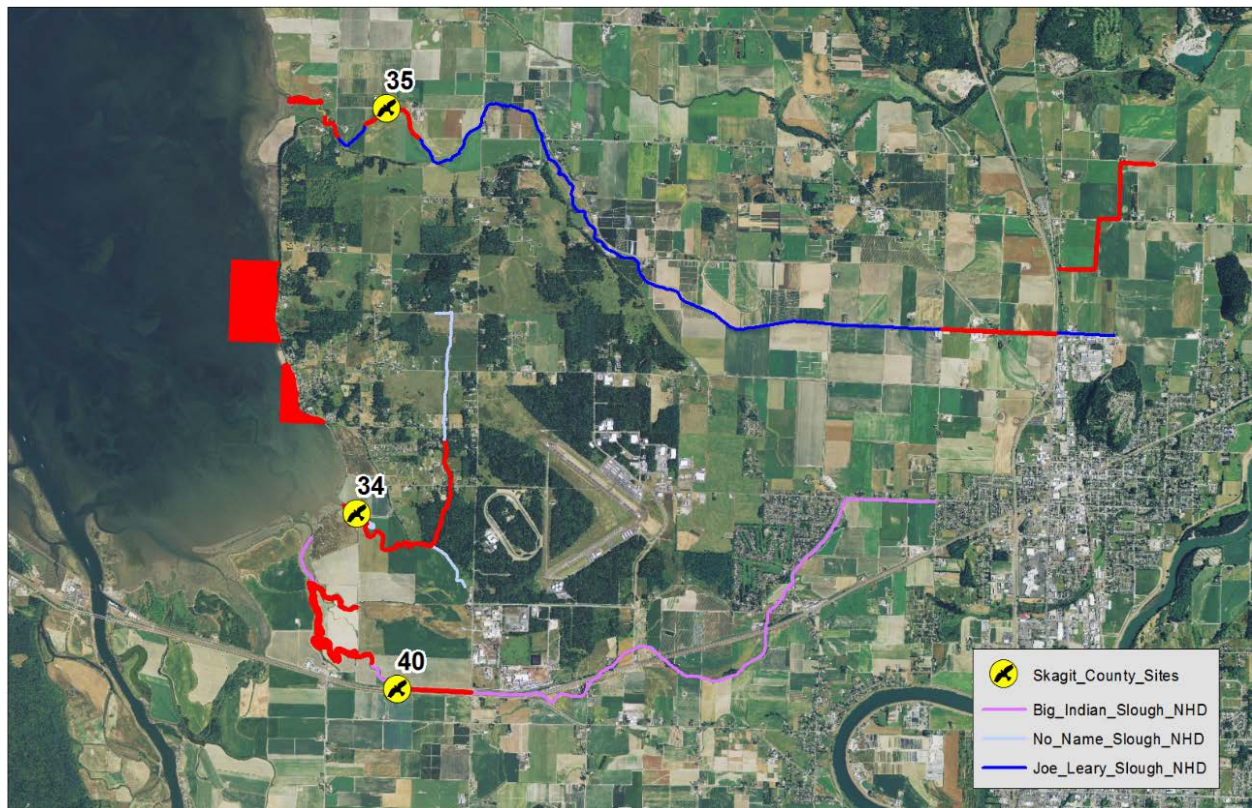 35
34
40
Skagit_County_Sites
Big_Indian_Slough_NHD
No_Name_Slough_NHD
Joe_Leary_Slough_NHD